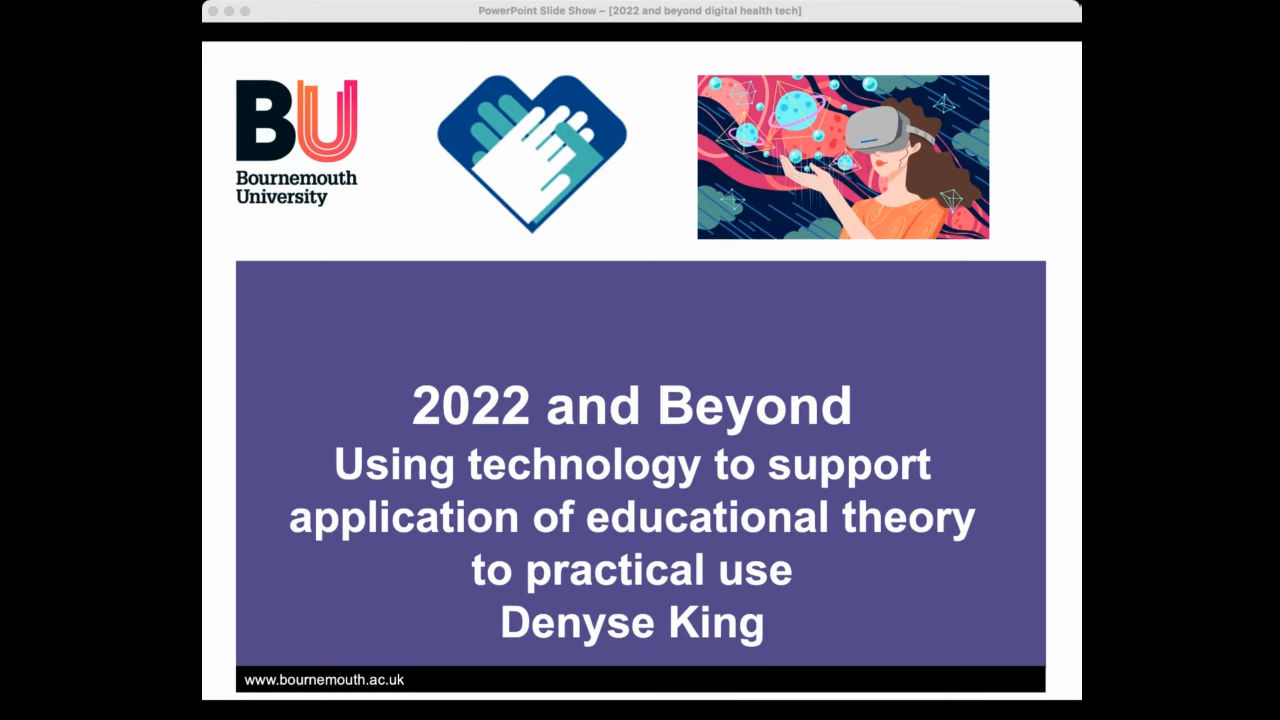 PowerPoint Slide Show – [2022 and beyond digital health tech]
BU
Bournemouth
University
2022 and Beyond
Using technology to support
application of educational theory
to practical use
Denyse King
www.bournemouth.ac.uk